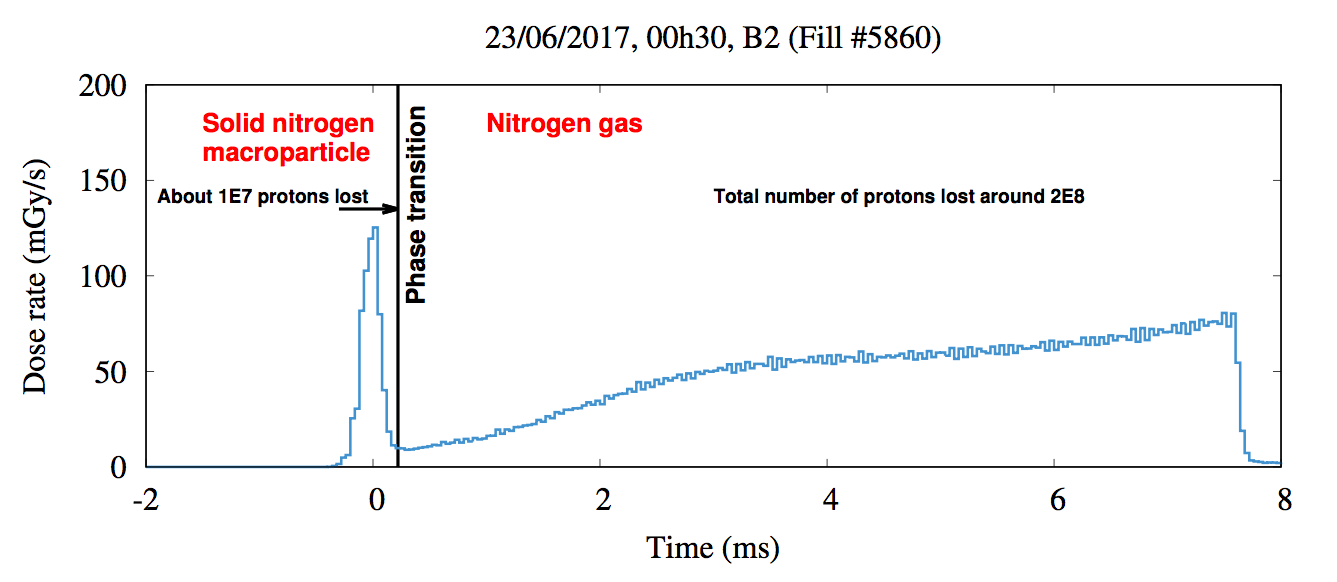 23/06/2017, 00h30, B2 (Fill #5860)
Dose rate (mGy/s)
200
150
100
50
0
Solid nitrogen
macroparticle
About 1E7 protons lost
Phase transition
Nitrogen gas
Total number of protons lost around 2E8
-2
0
2
4
6
8
Time (ms)